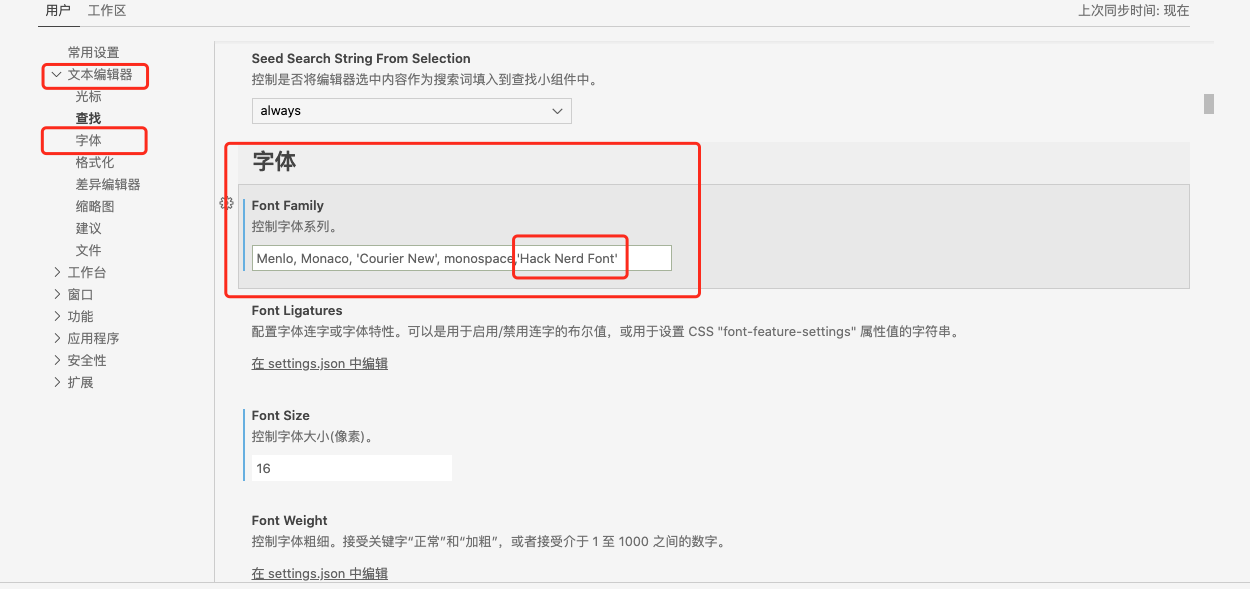 用户 工作区 上次同步时间: 现在
常用设置
文本编辑器
光标
查找
字体
格式化
差异编辑器
缩略图
建议
文件
工作台
窗口
功能
应用程序
安全性
扩展
Seed Search String From Selection
控制是否将编辑器选中内容作为搜索词填入到查找小组件中。
always
字体
Font Family
控制字体系列。
Menlo, Monaco, 'Courier New', monospace,'Hack Nerd Font'
Font Ligatures
配置字体连字或字体特性。可以是用于启用/禁用连字的布尔值，或用于设置 CSS "font-feature-settings" 属性值的字符串。
在 settings.json 中编辑
Font Size
控制字体大小(像素)。
16
Font Weight
控制字体粗细。接受关键字“正常”和“加粗”，或者接受介于 1 至 1000 之间的数字。
在 settings.json 中编辑